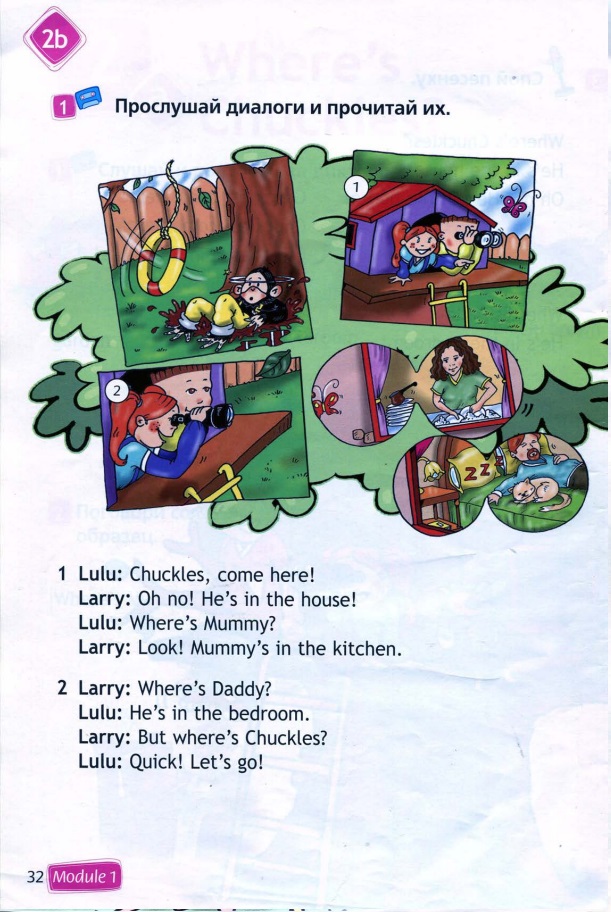 2b
1 Прослушай диалоги и прочитай их.
1
2
Z Z Z
1 Lulu: Chuckles, come here!
Larry: Oh no! He's in the house!
Lulu: Where's Mummy?
Larry: Look! Mummy's in the kitchen.
2 Larry: Where's Daddy?
Lulu: He's in the bedroom.
Larry: But where's Chuckles?
Lulu: Quick! Let's go!
32 Module 1